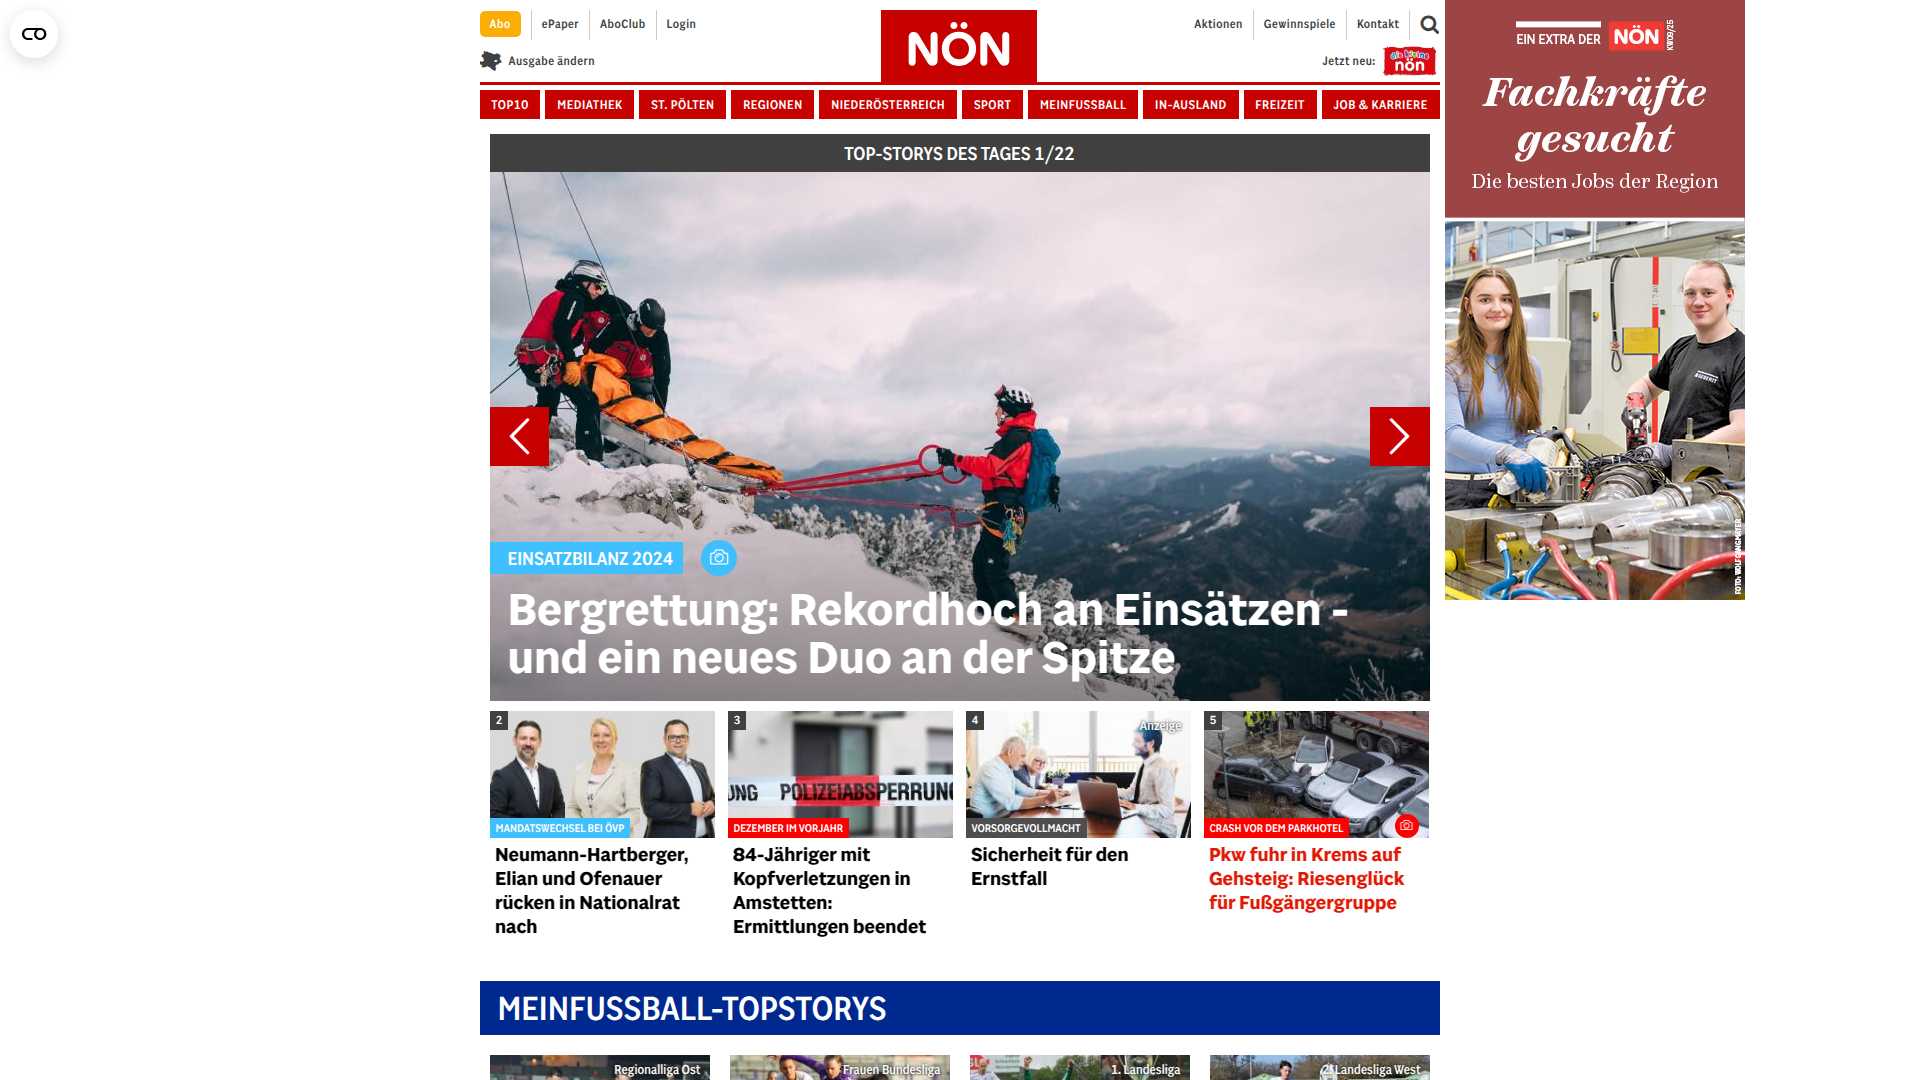 Abo
ePaper
AboClub
Login
NÖN
Aktionen
Gewinnspiele
Kontakt
Ausgabe ändern
Jetzt neu:
die kleine
nön
TOP10
MEDIATHEK
ST. PÖLTEN
REGIONEN
NIEDERÖSTERREICH
SPORT
MEINFUSSBALL
IN-AUSLAND
FREIZEIT
JOB & KARRIERE
EIN EXTRA DER NÖN
KW09/25
Fachkräfte
gesucht
Die besten Jobs der Region
TOP-STORYS DES TAGES 1/22
EINSATZBILANZ 2024
Bergrettung: Rekordhoch an Einsätzen -
und ein neues Duo an der Spitze
2
MANDATSWECHSEL BEI ÖVP
Neumann-Hartberger,
Elian und Ofenauer
rücken in Nationalrat
nach
3
UNG POLIZEIABSPERRUNG
DEZEMBER IM VORJAHR
84-Jähriger mit
Kopfverletzungen in
Amstetten:
Ermittlungen beendet
4
Anzeige
VORSORGEVOLLMACHT
Sicherheit für den
Ernstfall
5
CRASH VOR DEM PARKHOTEL
Pkw fuhr in Krems auf
Gehsteig: Riesenglück
für Fußgängergruppe
MEINFUSSBALL-TOPSTORYS
Regionalliga Ost
Frauen Bundesliga
1. Landesliga
2. Landesliga West